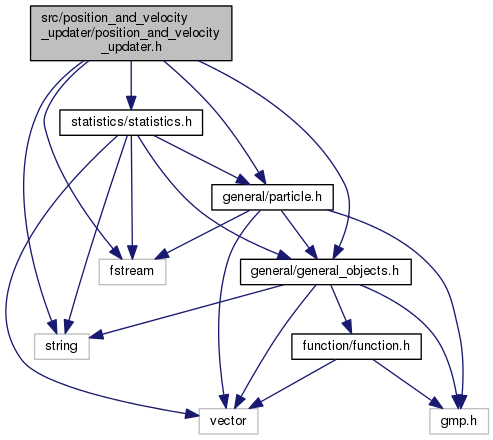 src/position_and_velocity
_updater/position_and_velocity
_updater.h
statistics/statistics.h
general/particle.h
fstream
general/general_objects.h
string
function/function.h
vector
gmp.h